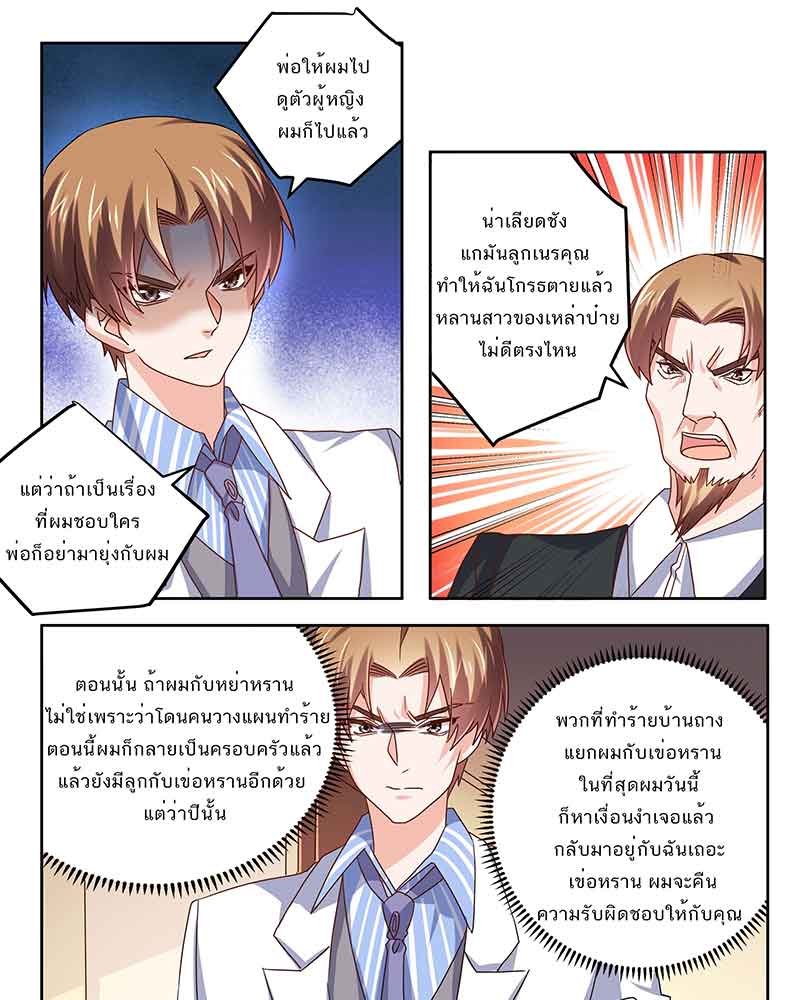 พ่อให้ผมไป
ดูตัวผู้หญิง
ผมก็ไปแล้ว
แต่ว่าถ้าเป็นเรื่อง
ที่ผมชอบใคร
พ่อก็อย่ามายุ่งกับผม
น่าเลียดชัง
แกมันลูกเนรคุณ
ทำให้ฉันโกรธตายแล้ว
หลานสาวของเหล่าป๋าย
ไม่ดีตรงไหน
ตอนนั้น ถ้าผมกับหย่าหราน
ไม่ใช่เพราะว่าโดนคนวางแผนทำร้าย
ตอนนี้ผมก็กลายเป็นครอบครัวแล้ว
แล้วยังมีลูกกับเข่อหรานอีกด้วย
แต่ว่าปีนั้น
พวกที่ทำร้ายบ้านถาง
แยกผมกับเข่อหราน
ในที่สุดผมวันนี้
ก็หาเงื่อนงำเจอแล้ว
กลับมาอยู่กับฉันเถอะ
เข่อหราน ผมจะคืน
ความรับผิดชอบให้กับคุณ